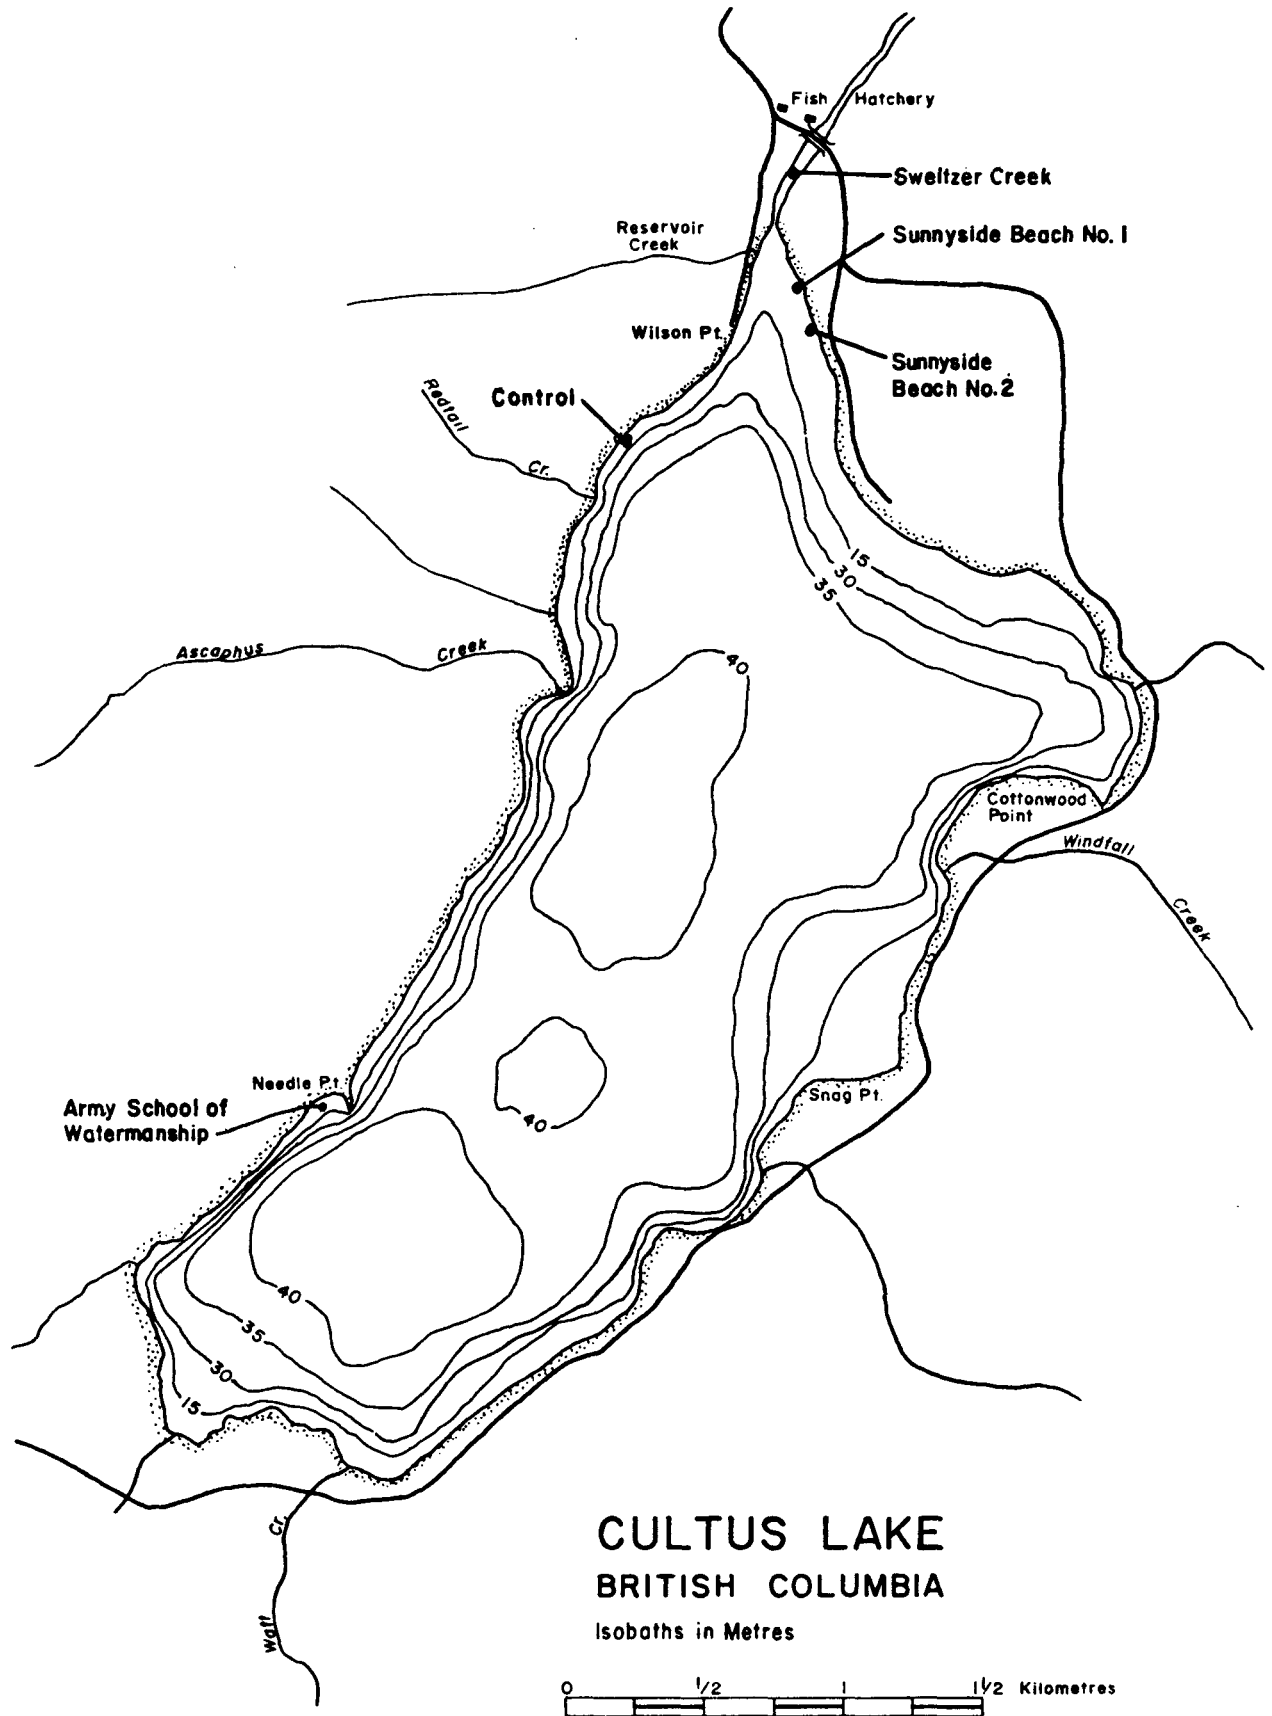 Fish Hatchery
Sweltzer Creek
Reservoir
Creek
Sunnyside Beach No. 1
Wilson Pt.
Sunnyside
Beach No. 2
Control
Redtail Cr.
15
30
35
Ascaphus Creek
40
Cottonwood
Point
Windfall Creek
Needle Pt.
Army School of
Watermanship
Snag Pt.
40
40
35
30
15
Watt Cr.
CULTUS LAKE
BRITISH COLUMBIA
Isobaths in Metres
0 1/2 1 1 1/2 Kilometres